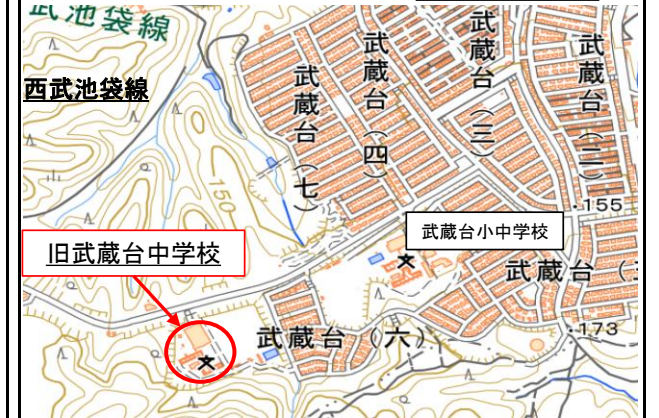 武池袋線
西武池袋線
武蔵台(七)
武蔵台(四)
武蔵台(三)
武蔵台(二)
150
・155
武蔵台小中学校
文
武蔵台(
旧武蔵台中学校
武蔵台(六)
・173
文